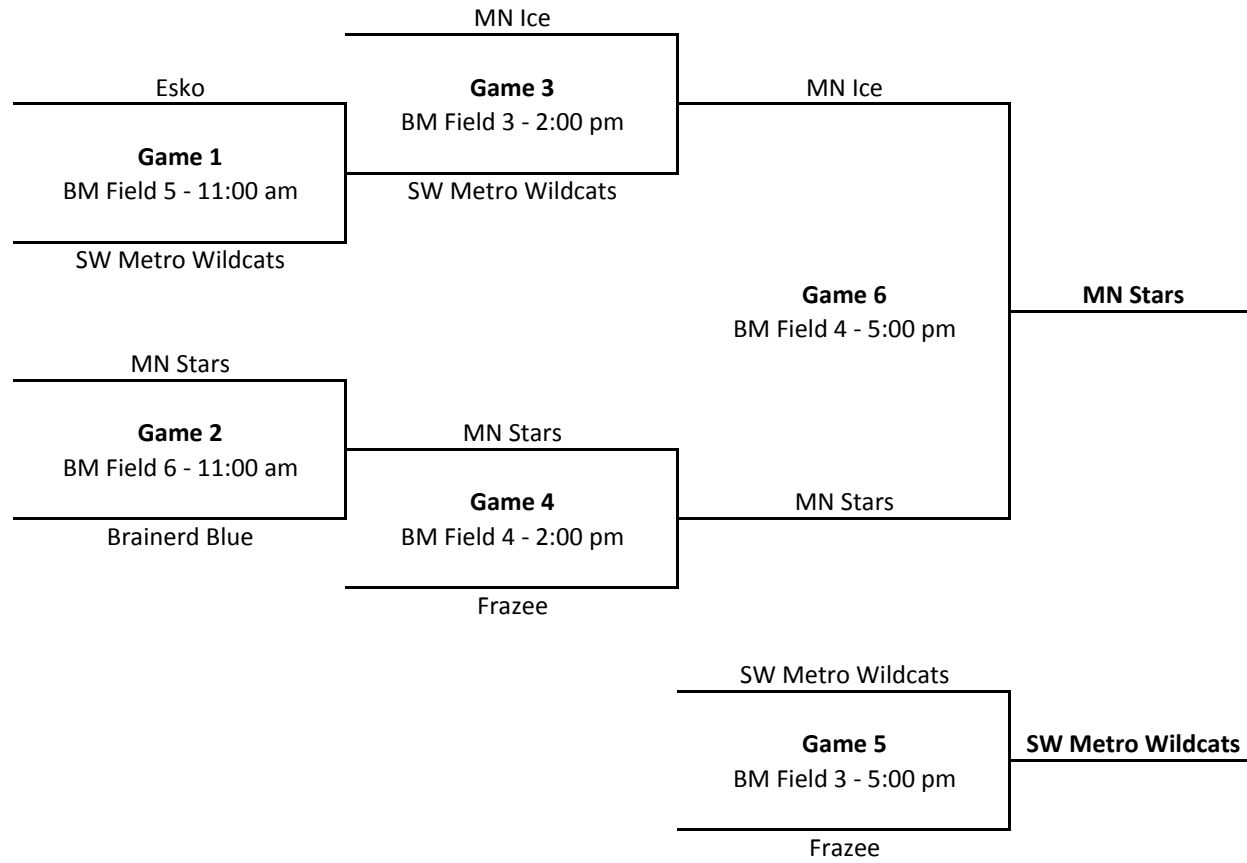 MN Ice
Esko
Game 3
MN Ice
BM Field 3 - 2:00 pm
Game 1
BM Field 5 - 11:00 am
SW Metro Wildcats
SW Metro Wildcats
Game 6
MN Stars
BM Field 4 - 5:00 pm
MN Stars
Game 2
MN Stars
BM Field 6 - 11:00 am
Game 4
MN Stars
Brainerd Blue
BM Field 4 - 2:00 pm
Frazee
SW Metro Wildcats
Game 5
SW Metro Wildcats
BM Field 3 - 5:00 pm
Frazee